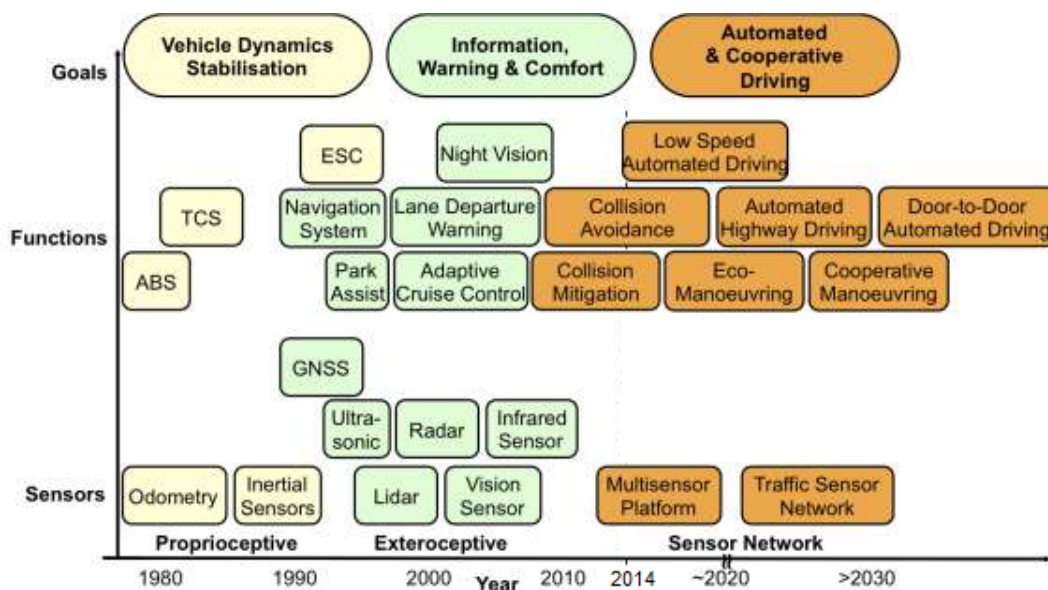 Goals
Vehicle Dynamics
Stabilisation
Information,
Warning & Comfort
Automated
& Cooperative
Driving
Functions
ESC
Night Vision
Low Speed
Automated Driving
TCS
Navigation
System
Lane Departure
Warning
Collision
Avoidance
Automated
Highway Driving
Door-to-Door
Automated Driving
ABS
Park
Assist
Adaptive
Cruise Control
Collision
Mitigation
Eco-
Manoeuvring
Cooperative
Manoeuvring
GNSS
Ultra-
sonic
Radar
Infrared
Sensor
Sensors
Odometry
Inertial
Sensors
Lidar
Vision
Sensor
Multisensor
Platform
Traffic Sensor
Network
Proprioceptive
Exteroceptive
Sensor Network
1980
1990
2000
Year
2010
2014
~2020
>2030